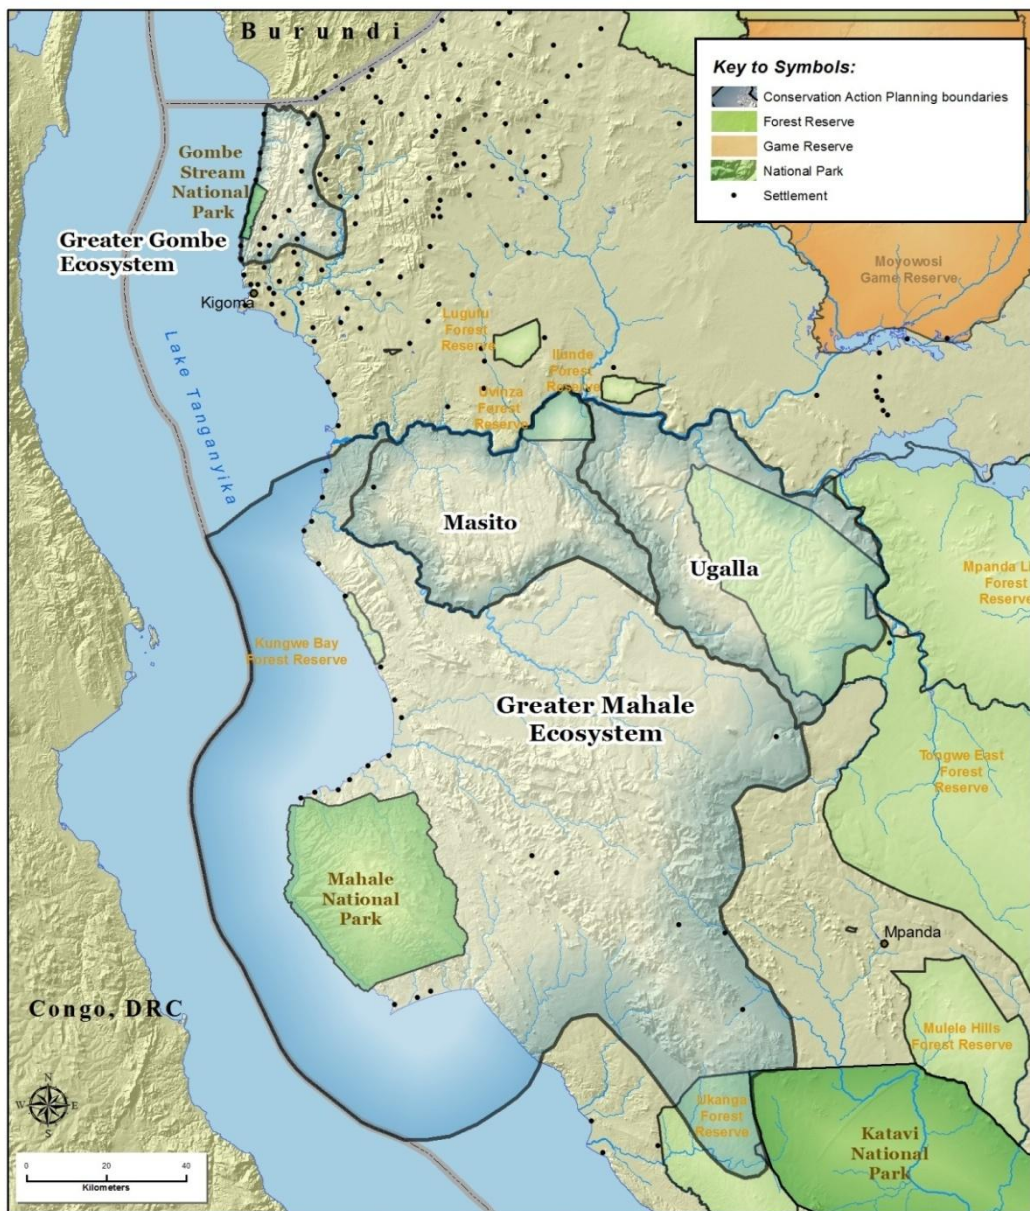 Burundi
Key to Symbols:
Conservation Action Planning boundaries
Forest Reserve
Game Reserve
National Park
Settlement
Gombe
Stream
National
Park
Greater Gombe
Ecosystem
Moyowosi
Game Reserve
Kigoma
Lugufu
Forest
Reserve
Ilunde
Forest
Reserve
Uvinza
Forest
Reserve
Lake Tanganyika
Masito
Ugalla
Mpanda Li
Forest
Reserve
Kungwe Bay
Forest Reserve
Greater Mahale
Ecosystem
Tongwe East
Forest
Reserve
Mahale
National
Park
Mpanda
Congo, DRC
Mulele Hills
Forest Reserve
N
W E
S
Forest
Reserve
Katavi
National
Park
0 20 40
Kilometers